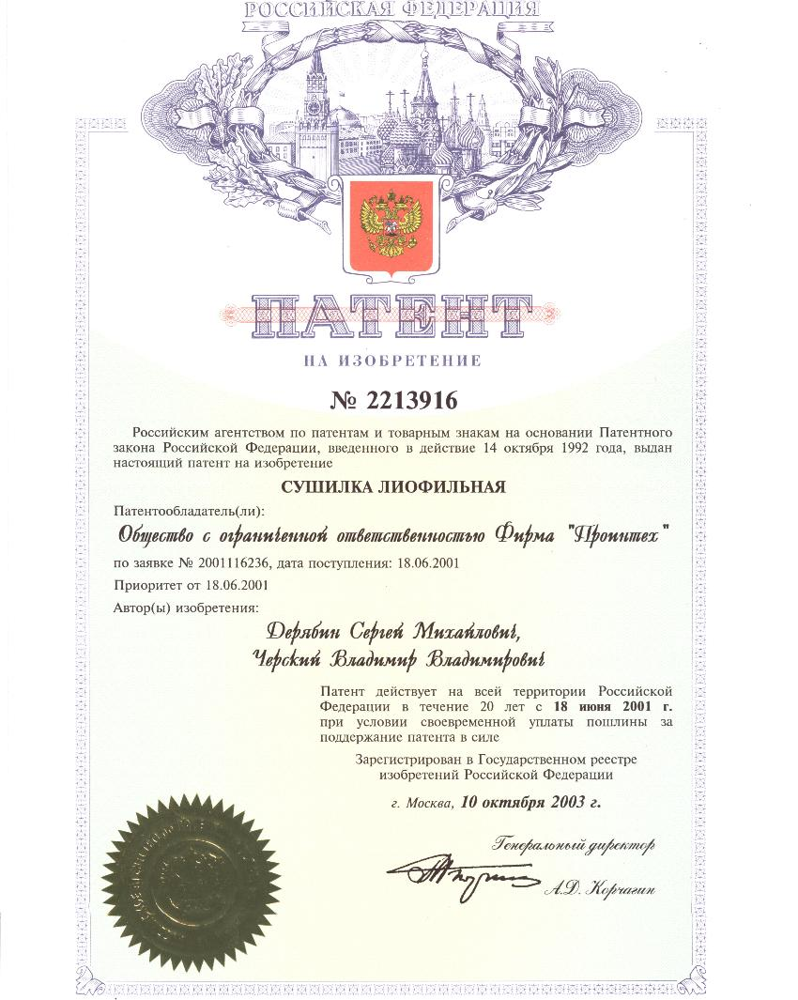 РОССИЙСКАЯ ФЕДЕРАЦИЯ
ПАТЕНТ
НА ИЗОБРЕТЕНИЕ
№ 2213916
Российским агентством по патентам и товарным знакам на основании Патентного
закона Российской Федерации, введенного в действие 14 октября 1992 года, выдан
настоящий патент на изобретение
СУШИЛКА ЛИОФИЛЬНАЯ
Патентообладатель(ли):
Общество с ограниченной ответственностью Фирма "Проинтех"
по заявке № 2001116236, дата поступления: 18.06.2001
Приоритет от 18.06.2001
Автор(ы) изобретения:
Дерябин Сергей Михайлович,
Черский Владимир Владимирович
Патент действует на всей территории Российской
Федерации в течение 20 лет с 18 июня 2001 г.
при условии своевременной уплаты пошлины за
поддержание патента в силе
Зарегистрирован в Государственном реестре
изобретений Российской Федерации
г. Москва, 10 октября 2003 г.
Генеральный директор
А.Д. Корчагин